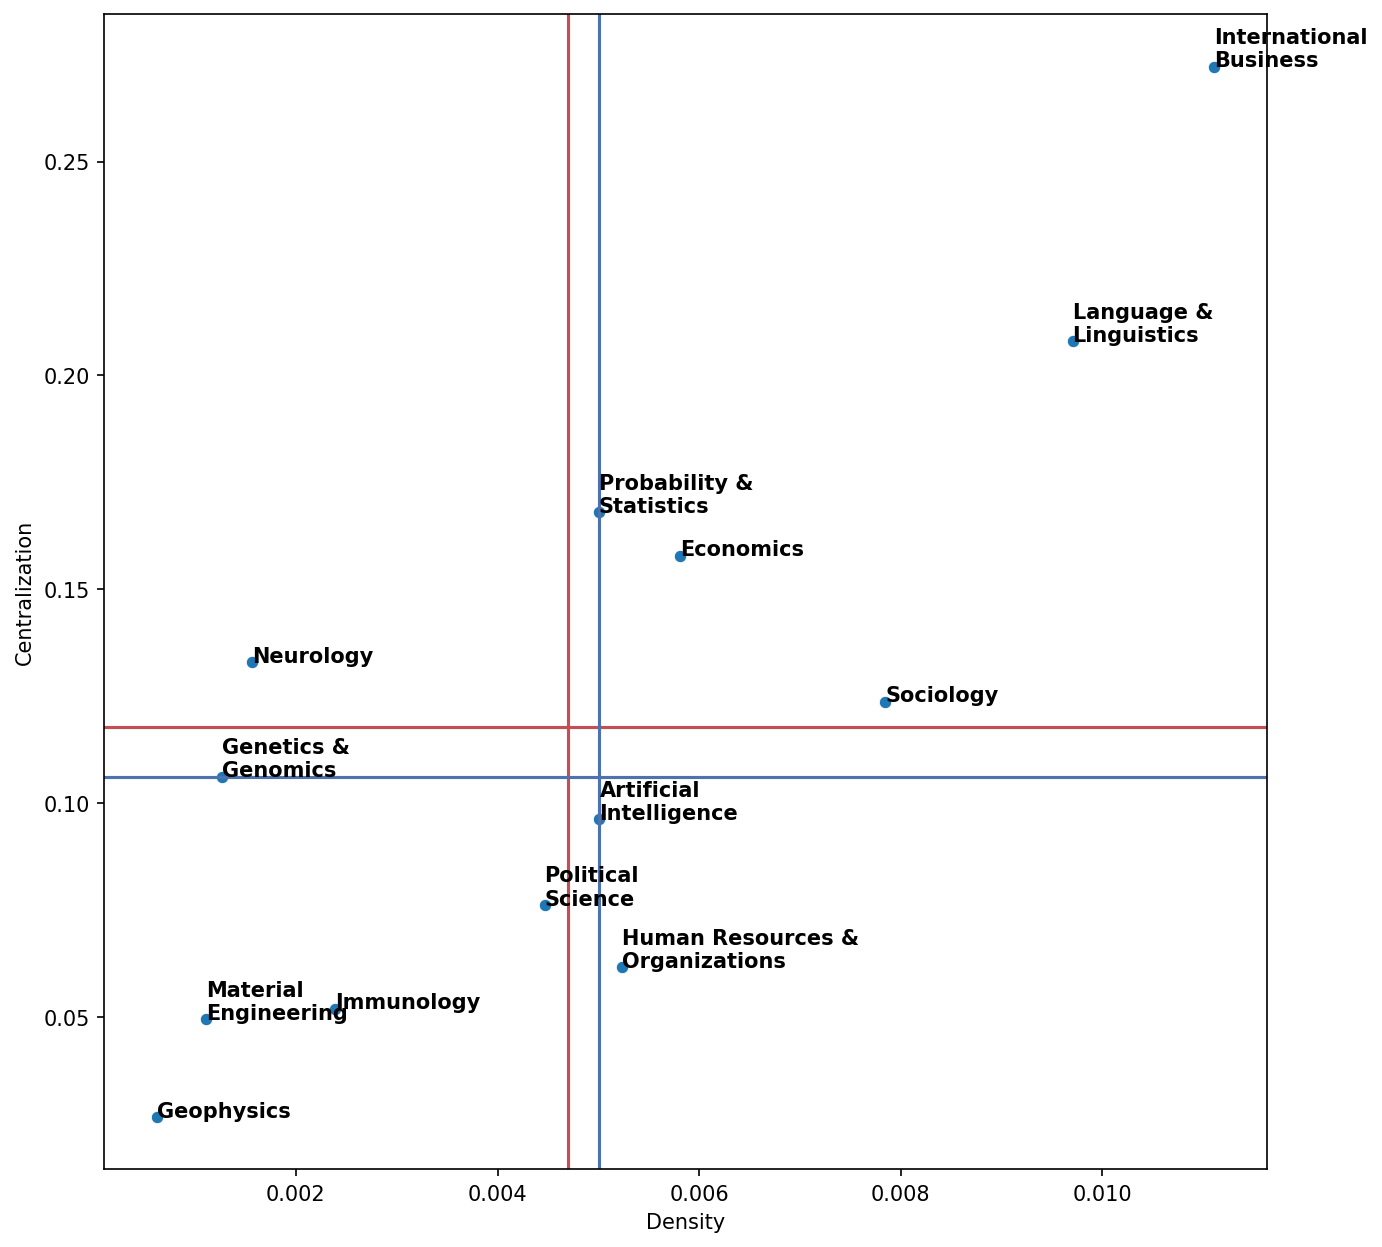 International
Business
0.25
Language &
Linguistics
0.20
Probability &
Statistics
Economics
0.15
Neurology
Sociology
Genetics &
Genomics
Artificial
Intelligence
0.10
Political
Science
Human Resources &
Organizations
Material
Engineering
Immunology
0.05
Geophysics
Centralization
0.002
0.004
0.006
0.008
0.010
Density